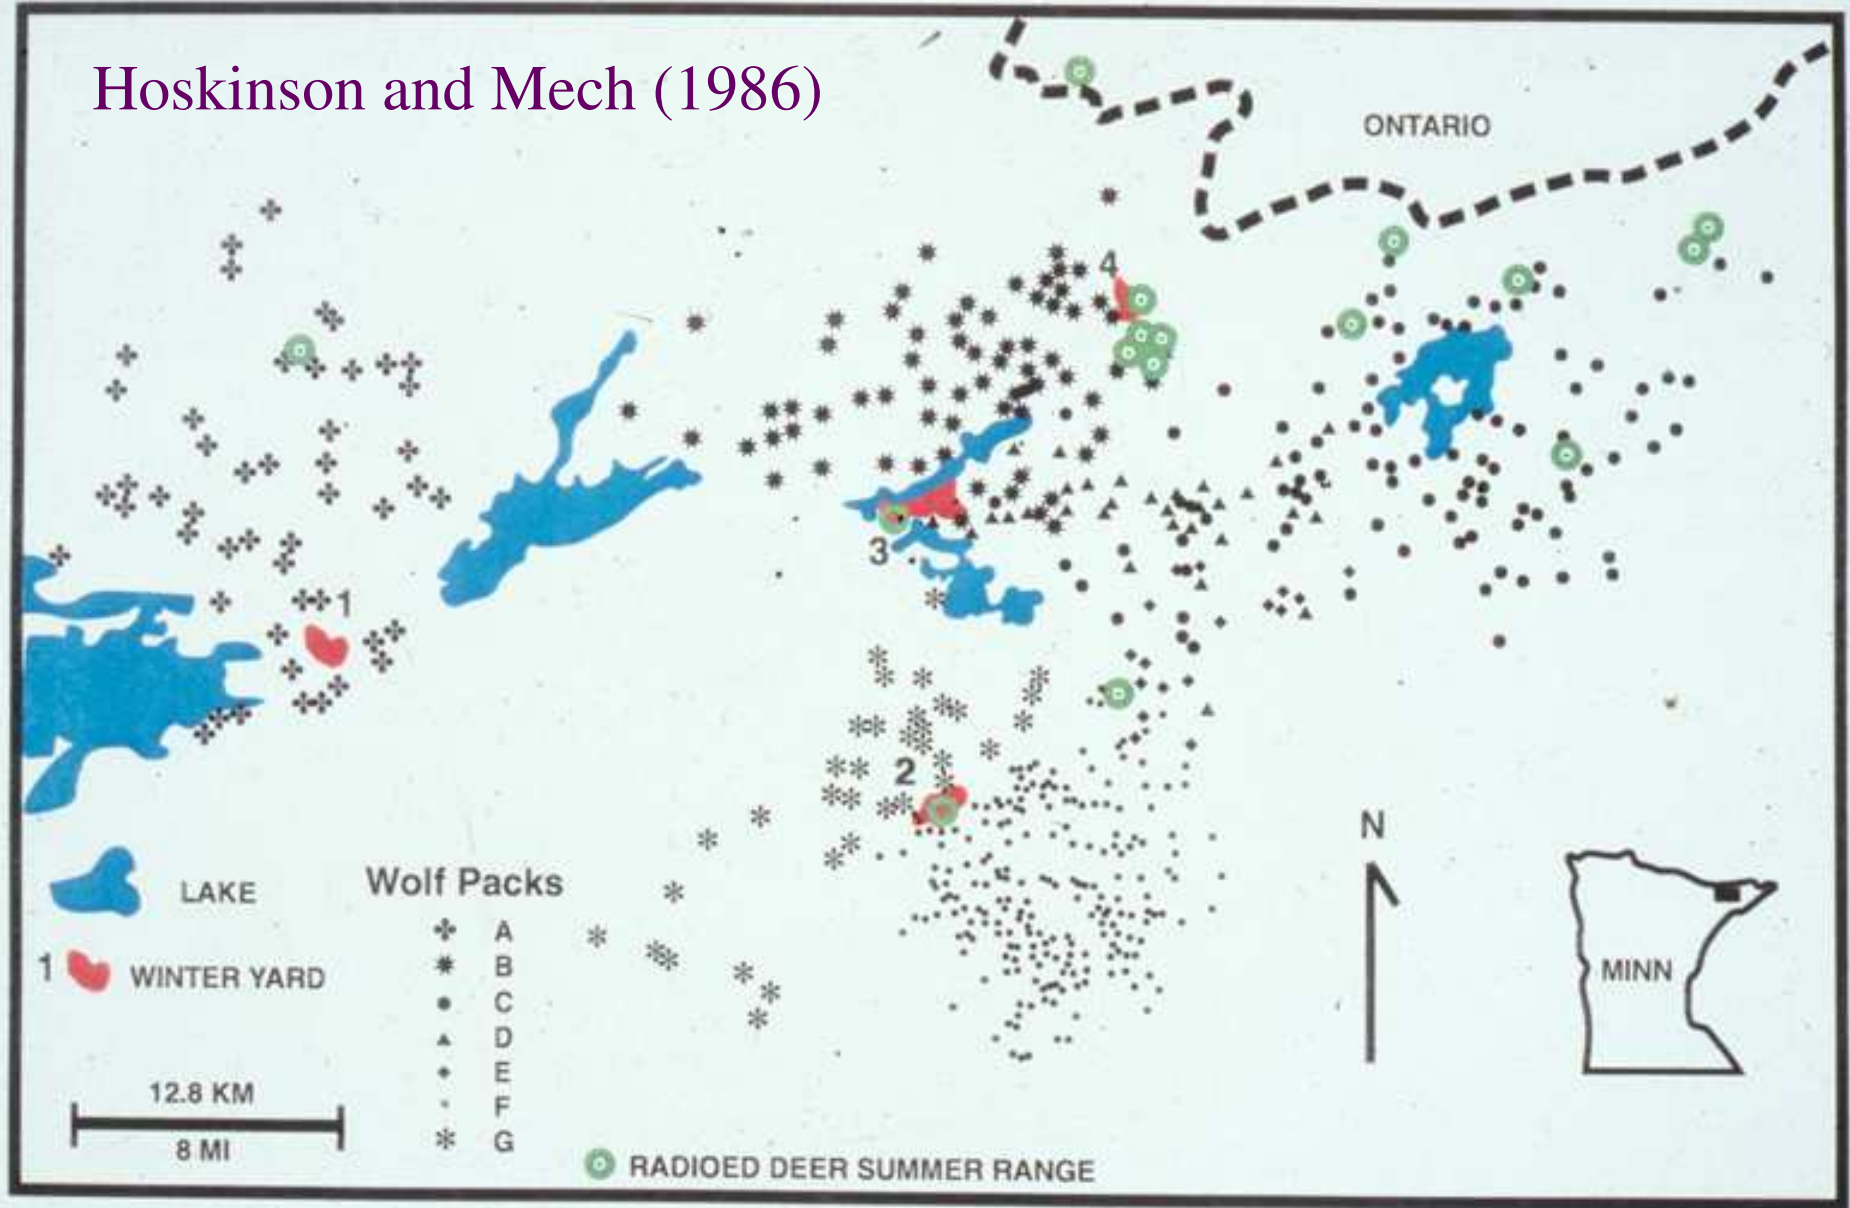 Hoskinson and Mech (1986)
ONTARIO
4
3
1
2
N
LAKE
1 WINTER YARD
Wolf Packs
A
B
C
D
E
F
G
12.8 KM
8 MI
RADIOED DEER SUMMER RANGE
MINN